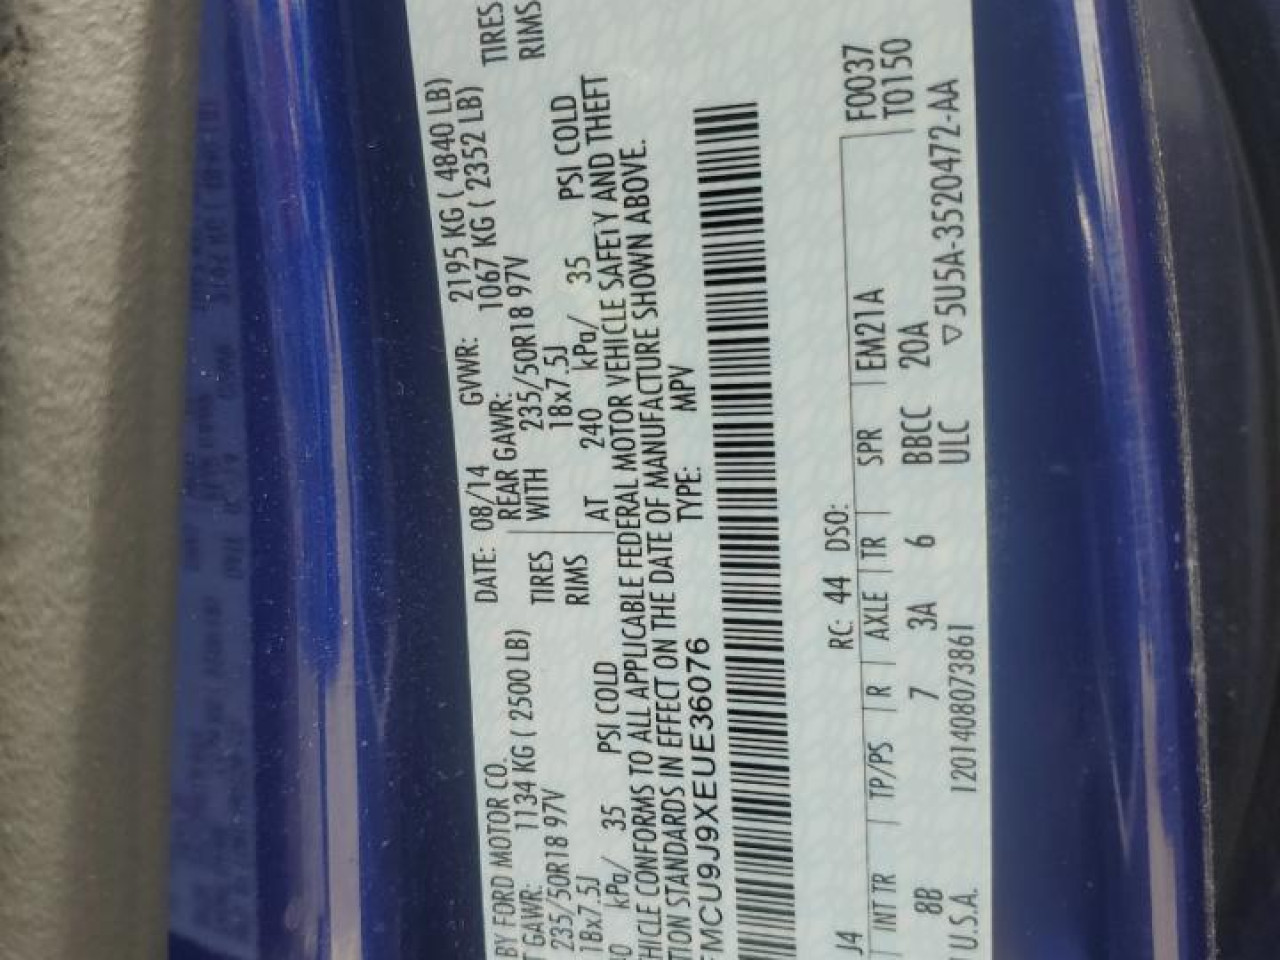 BY FORD MOTOR CO. DATE: 08/14 GVWR: 2195 KG ( 4840 LB)
GAWR: 1134 KG ( 2500 LB) REAR GAWR: 1067 KG ( 2352 LB)
235/50R18 97V TIRES WITH 235/50R18 97V TIRES
18x7.5J RIMS 18x7.5J RIMS
kPa/ 35 PSI COLD AT 240 kPa/ 35 PSI COLD
HICLE CONFORMS TO ALL APPLICABLE FEDERAL MOTOR VEHICLE SAFETY AND THEFT
TION STANDARDS IN EFFECT ON THE DATE OF MANUFACTURE SHOWN ABOVE.
FMCU9J9XEUE36076 TYPE: MPV
F0037
RC: 44 DSO: T0150
J4
INT TR TP/PS R AXLE TR SPR EM21A
8B 7 3A 6 BBCC 20A
U.S.A. 1201408073861 ULC ▽5U5A-3520472-AA